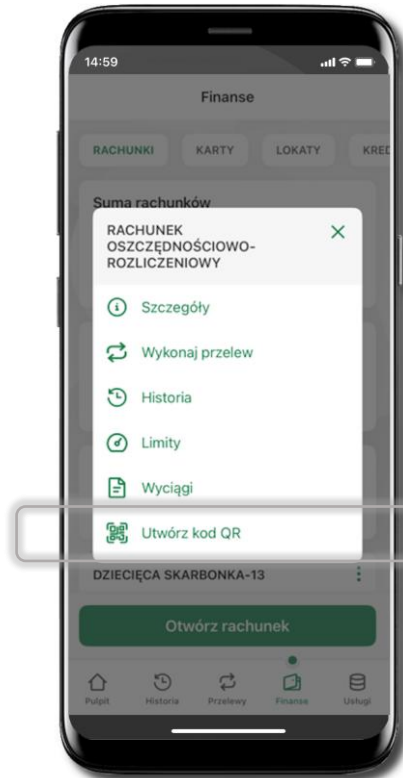 14:59
Finanse
RACHUNKI KARTY LOKATY KRED
Suma rachunków
RACHUNEK
OSZCZĘDNOŚCIOWO-
ROZLICZENIOWY
Szczegóły
Wykonaj przelew
Historia
Limity
Wyciągi
Utwórz kod QR
DZIECIĘCA SKARBONKA-13
Otwórz rachunek
Pulpit Historia Przelewy Finanse Usługi